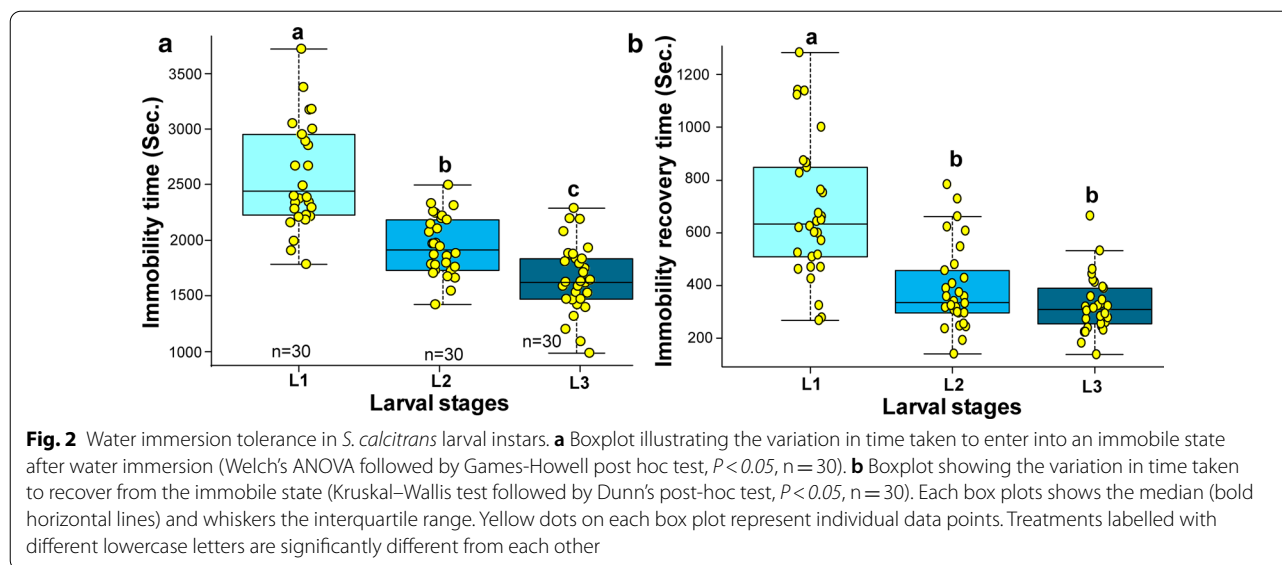 a
a
3500
3000
2500
2000
1500
1000
Immobility time (Sec.)
b
c
n=30
n=30
n=30
L1
L2
L3
Larval stages
b
a
1200
1000
800
600
400
200
Immobility recovery time (Sec.)
b
b
L1
L2
L3
Larval stages
Fig. 2 Water immersion tolerance in S. calcitrans larval instars. a Boxplot illustrating the variation in time taken to enter into an immobile state
after water immersion (Welch’s ANOVA followed by Games-Howell post hoc test, P < 0.05, n = 30). b Boxplot showing the variation in time taken
to recover from the immobile state (Kruskal–Wallis test followed by Dunn’s post-hoc test, P < 0.05, n = 30). Each box plots shows the median (bold
horizontal lines) and whiskers the interquartile range. Yellow dots on each box plot represent individual data points. Treatments labelled with
different lowercase letters are significantly different from each other